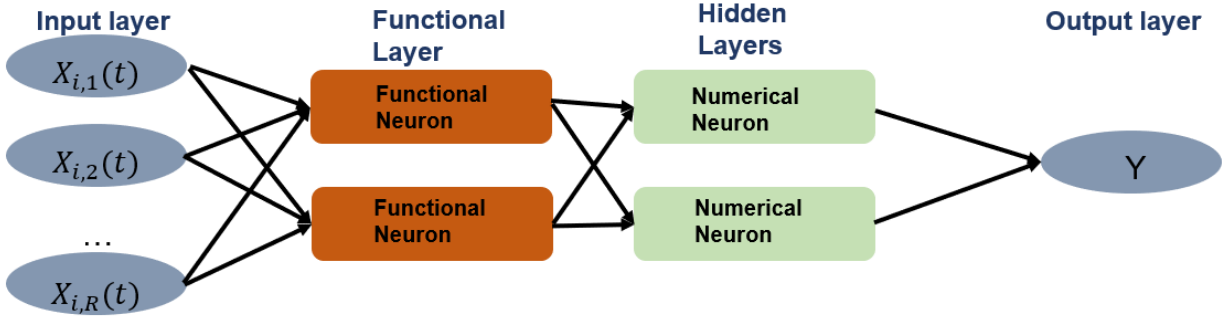 Input layer
Functional
Layer
Hidden
Layers
Output layer
X_{i,1}(t)
Functional
Neuron
Numerical
Neuron
X_{i,2}(t)
Y
Functional
Neuron
Numerical
Neuron
...
X_{i,R}(t)